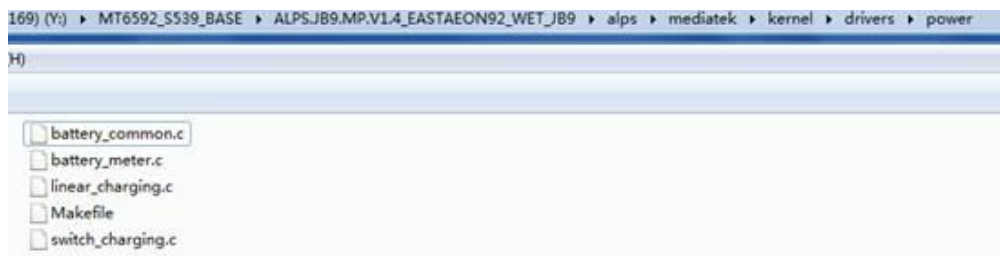 169) (Y:) ▸ MT6592_S539_BASE ▸ ALPS.JB9.MP.V1.4_EASTAEON92_WET_JB9 ▸ alps ▸ mediatek ▸ kernel ▸ drivers ▸ power
(H)
battery_common.c
battery_meter.c
linear_charging.c
Makefile
switch_charging.c